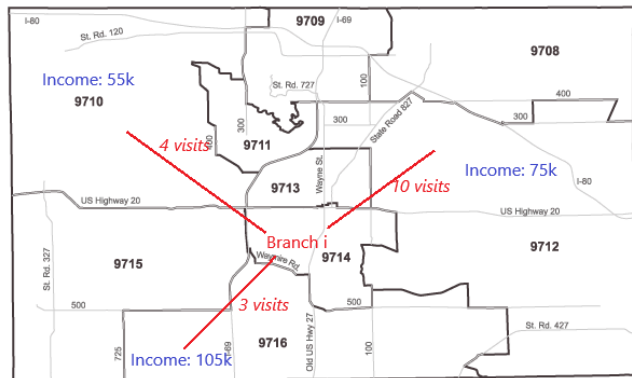 I-80
9709
I-69
St. Rd. 120
9708
Income: 55k
100
St. Rd. 727
9710
400
300
300
300
State Road 827
4 visits
9711
Wayne St.
Income: 75k
9713
10 visits
I-80
US Highway 20
US Highway 20
Branch i
9712
St. Rd. 327
9715
Waynire Rd.
9714
500
3 visits
500
St. Rd. 427
725
Income: 105k
I-69
9716
Old US Hwy 27
100